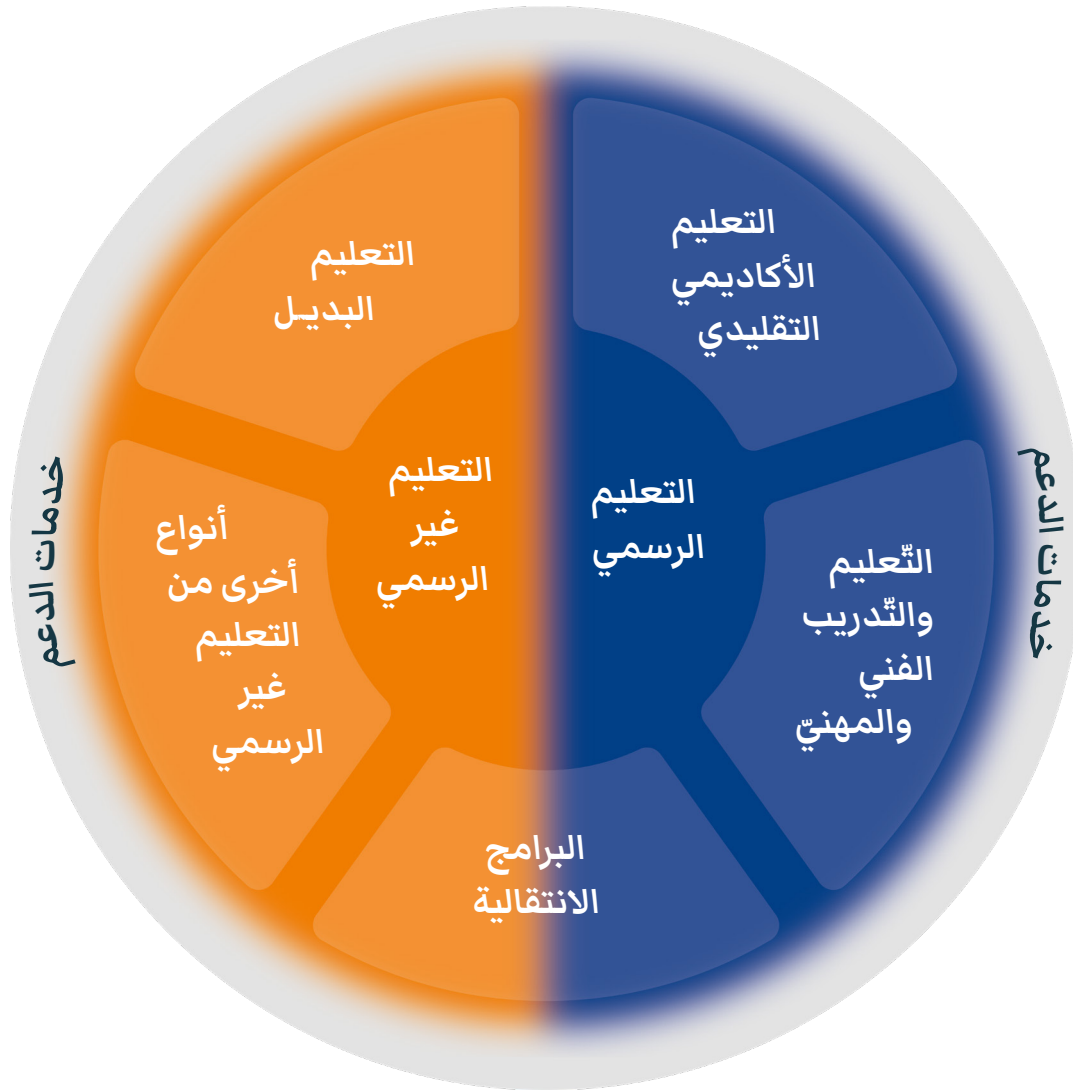 التعليم
الأكاديمي
التقليدي
التعليم
البديـل
التعليم
الرسمي
التعليم
غير
الرسمي
التّعليم
والتّدريب
الفني
والمهنيّ
أنواع
أخرى من
التعليم
غير
الرسمي
البرامج
الانتقالية
خدمات الدعم
خدمات الدعم